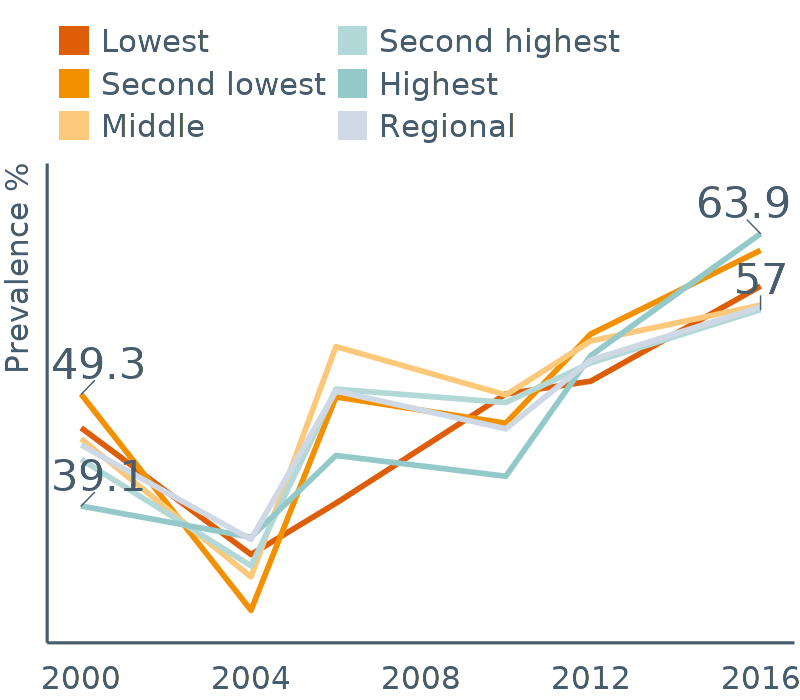 Lowest
Second lowest
Middle
Second highest
Highest
Regional
Prevalence %
63.9
57
49.3
39.1
2000 2004 2008 2012 2016